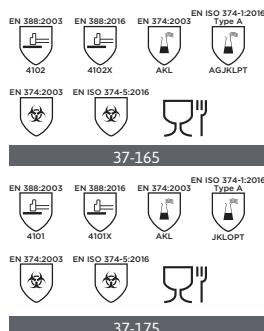 EN 388:2003 EN 388:2016 EN 374:2003 EN ISO 374-1:2016 Type A
4102 4102X AKL AGJKLPT
EN 374:2003 EN ISO 374-5:2016
37-165
EN 388:2003 EN 388:2016 EN 374:2003 EN ISO 374-1:2016 Type A
4101 4101X AKL JKLOPT
EN 374:2003 EN ISO 374-5:2016
37-175